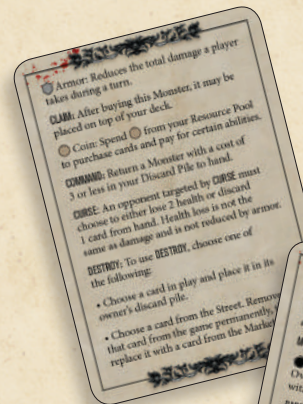 Armor: Reduces the total damage a player
takes during a turn.
CLAIM: After buying this Monster, it may be
placed on top of your deck.
Coin: Spend from your Resource Pool
to purchase cards and pay for certain abilities.
COMMAND: Return a Monster with a cost of
3 or less in your Discard Pile to hand.
CURSE: An opponent targeted by CURSE must
choose to either lose 2 health or discard
1 card from hand. Health loss is not the
same as damage and is not reduced by armor.
DESTROY: To use DESTROY, choose one of
the following:
• Choose a card in play and place it in its
owner's discard pile.
• Choose a card from the Street. Remove
that card from the game permanently,
replace it with a card from the Market